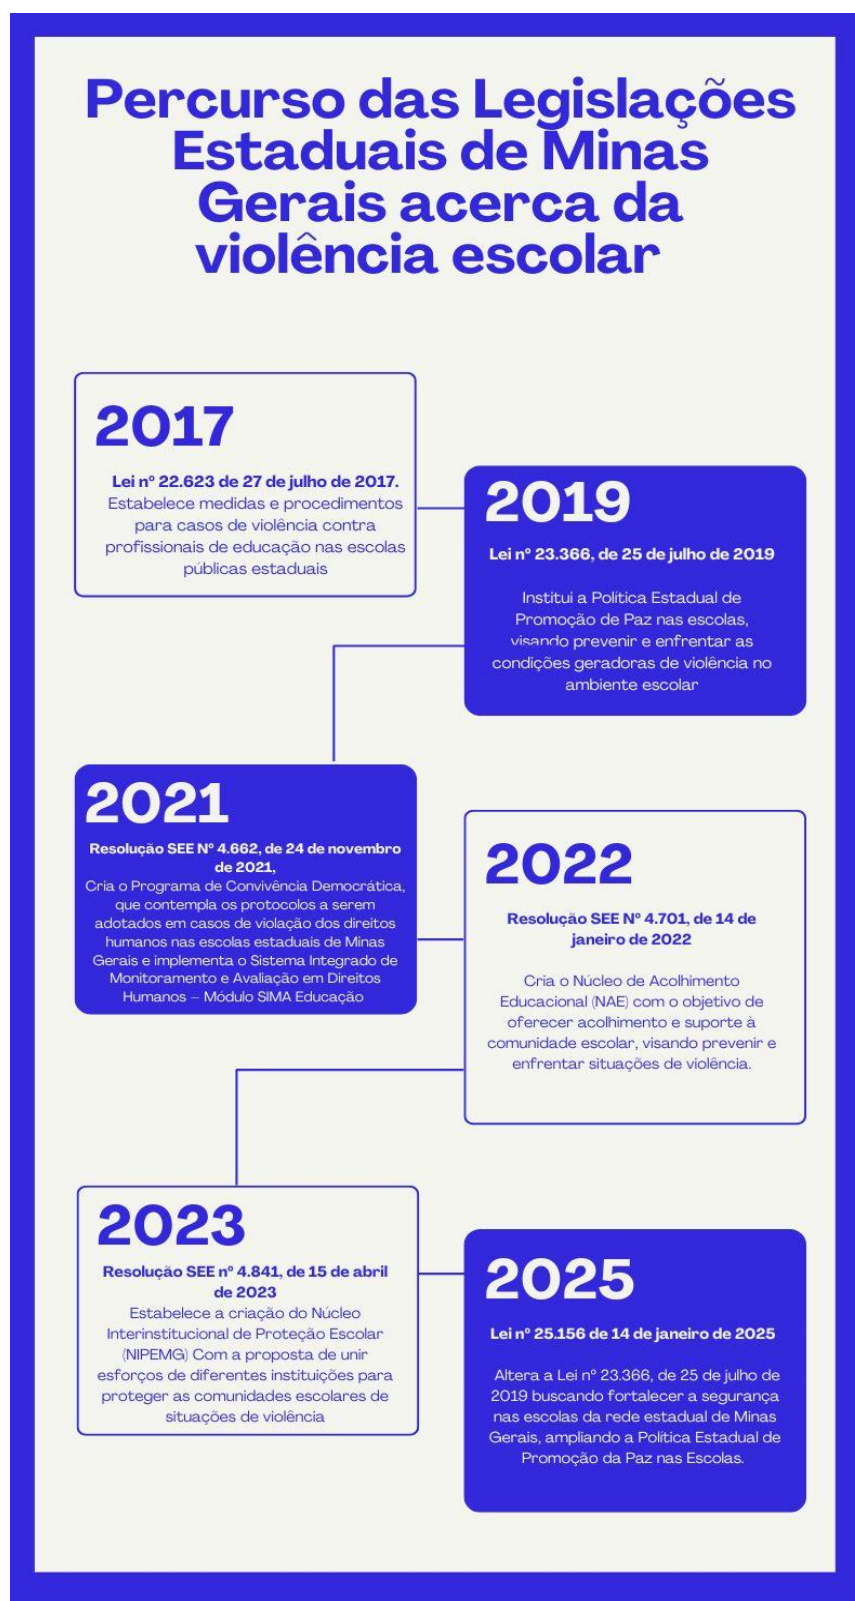 Percurso das Legislações
Estaduais de Minas
Gerais acerca da
violência escolar
2017
Lei nº 22.623 de 27 de julho de 2017.
Estabelece medidas e procedimentos
para casos de violência contra
profissionais de educação nas escolas
públicas estaduais
2019
Lei nº 23.366, de 25 de julho de 2019
Institui a Política Estadual de
Promoção de Paz nas escolas,
visando prevenir e enfrentar as
condições geradoras de violência no
ambiente escolar
2021
Resolução SEE Nº 4.662, de 24 de novembro
de 2021,
Cria o Programa de Convivência Democrática,
que contempla os protocolos a serem
adotados em casos de violação dos direitos
humanos nas escolas estaduais de Minas
Gerais e implementa o Sistema Integrado de
Monitoramento e Avaliação em Direitos
Humanos – Módulo SIMA Educação
2022
Resolução SEE Nº 4.701, de 14 de
janeiro de 2022
Cria o Núcleo de Acolhimento
Educacional (NAE) com o objetivo de
oferecer acolhimento e suporte à
comunidade escolar, visando prevenir e
enfrentar situações de violência.
2023
Resolução SEE nº 4.841, de 15 de abril
de 2023
Estabelece a criação do Núcleo
Interinstitucional de Proteção Escolar
(NIPEMG) Com a proposta de unir
esforços de diferentes instituições para
proteger as comunidades escolares de
situações de violência
2025
Lei nº 25.156 de 14 de janeiro de 2025
Altera a Lei nº 23.366, de 25 de julho de
2019 buscando fortalecer a segurança
nas escolas da rede estadual de Minas
Gerais, ampliando a Política Estadual de
Promoção da Paz nas Escolas.